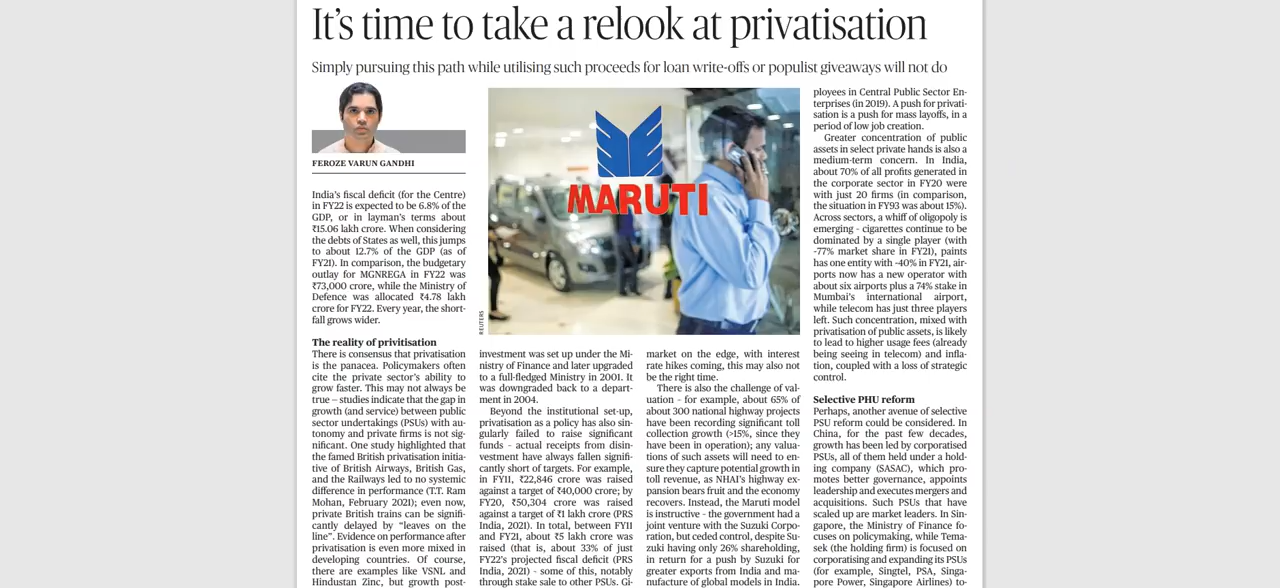 It's time to take a relook at privatisation
Simply pursuing this path while utilising such proceeds for loan write-offs or populist giveaways will not do
FEROZE VARUN GANDHI
India's fiscal deficit (for the Centre)
in FY22 is expected to be 6.8% of the
GDP, or in layman's terms about
₹15.06 lakh crore. When considering
the debts of States as well, this jumps
to about 12.7% of the GDP (as of
FY21). In comparison, the budgetary
outlay for MGNREGA in FY22 was
₹73,000 crore, while the Ministry of
Defence was allocated ₹4.78 lakh
crore for FY22. Every year, the short-
fall grows wider.
The reality of privitisation
There is consensus that privatisation
is the panacea. Policymakers often
cite the private sector's ability to
grow faster. This may not always be
true – studies indicate that the gap in
growth (and service) between public
sector undertakings (PSUs) with au-
tonomy and private firms is not sig-
nificant. One study highlighted that
the famed British privatisation initia-
tive of British Airways, British Gas,
and the Railways led to no systemic
difference in performance (T.T. Ram
Mohan, February 2021); even now,
private British trains can be signifi-
cantly delayed by "leaves on the
line". Evidence on performance after
privatisation is even more mixed in
developing countries. Of course,
there are examples like VSNL and
Hindustan Zinc, but growth post-
MARUTI
REUTERS
investment was set up under the Mi-
nistry of Finance and later upgraded
to a full-fledged Ministry in 2001. It
was downgraded back to a depart-
ment in 2004.
Beyond the institutional set-up,
privatisation as a policy has also sin-
gularly failed to raise significant
funds - actual receipts from disin-
vestment have always fallen signifi-
cantly short of targets. For example,
in FY11, ₹22,846 crore was raised
against a target of ₹40,000 crore; by
FY20, ₹50,304 crore was raised
against a target of ₹1 lakh crore (PRS
India, 2021). In total, between FY11
and FY21, about ₹5 lakh crore was
raised (that is, about 33% of just
FY22's projected fiscal deficit (PRS
India, 2021) - some of this, notably
through stake sale to other PSUs. Gi-
market on the edge, with interest
rate hikes coming, this may also not
be the right time.
There is also the challenge of val-
uation - for example, about 65% of
about 300 national highway projects
have been recording significant toll
collection growth (>15%, since they
have been in operation); any valu-
ations of such assets will need to en-
sure they capture potential growth in
toll revenue, as NHAI's highway ex-
pansion bears fruit and the economy
recovers. Instead, the Maruti model
is instructive - the government had a
joint venture with the Suzuki Corpo-
ration, but ceded control, despite Su-
zuki having only 26% shareholding,
in return for a push by Suzuki for
greater exports from India and ma-
nufacture of global models in India.
ployees in Central Public Sector En-
terprises (in 2019). A push for privati-
sation is a push for mass layoffs, in a
period of low job creation.
Greater concentration of public
assets in select private hands is also a
medium-term concern. In India,
about 70% of all profits generated in
the corporate sector in FY20 were
with just 20 firms (in comparison,
the situation in FY93 was about 15%).
Across sectors, a whiff of oligopoly is
emerging - cigarettes continue to be
dominated by a single player (with
~77% market share in FY21), paints
has one entity with ~40% in FY21, air-
ports now has a new operator with
about six airports plus a 74% stake in
Mumbai's international airport,
while telecom has just three players
left. Such concentration, mixed with
privatisation of public assets, is likely
to lead to higher usage fees (already
being seeing in telecom) and infla-
tion, coupled with a loss of strategic
control.
Selective PHU reform
Perhaps, another avenue of selective
PSU reform could be considered. In
China, for the past few decades,
growth has been led by corporatised
PSUs, all of them held under a hold-
ing company (SASAC), which pro-
motes better governance, appoints
leadership and executes mergers and
acquisitions. Such PSUs that have
scaled up are market leaders. In Sin-
gapore, the Ministry of Finance fo-
cuses on policymaking, while Tema-
sek (the holding firm) is focused on
corporatising and expanding its PSUs
(for example, Singtel, PSA, Singa-
pore Power, Singapore Airlines) to-